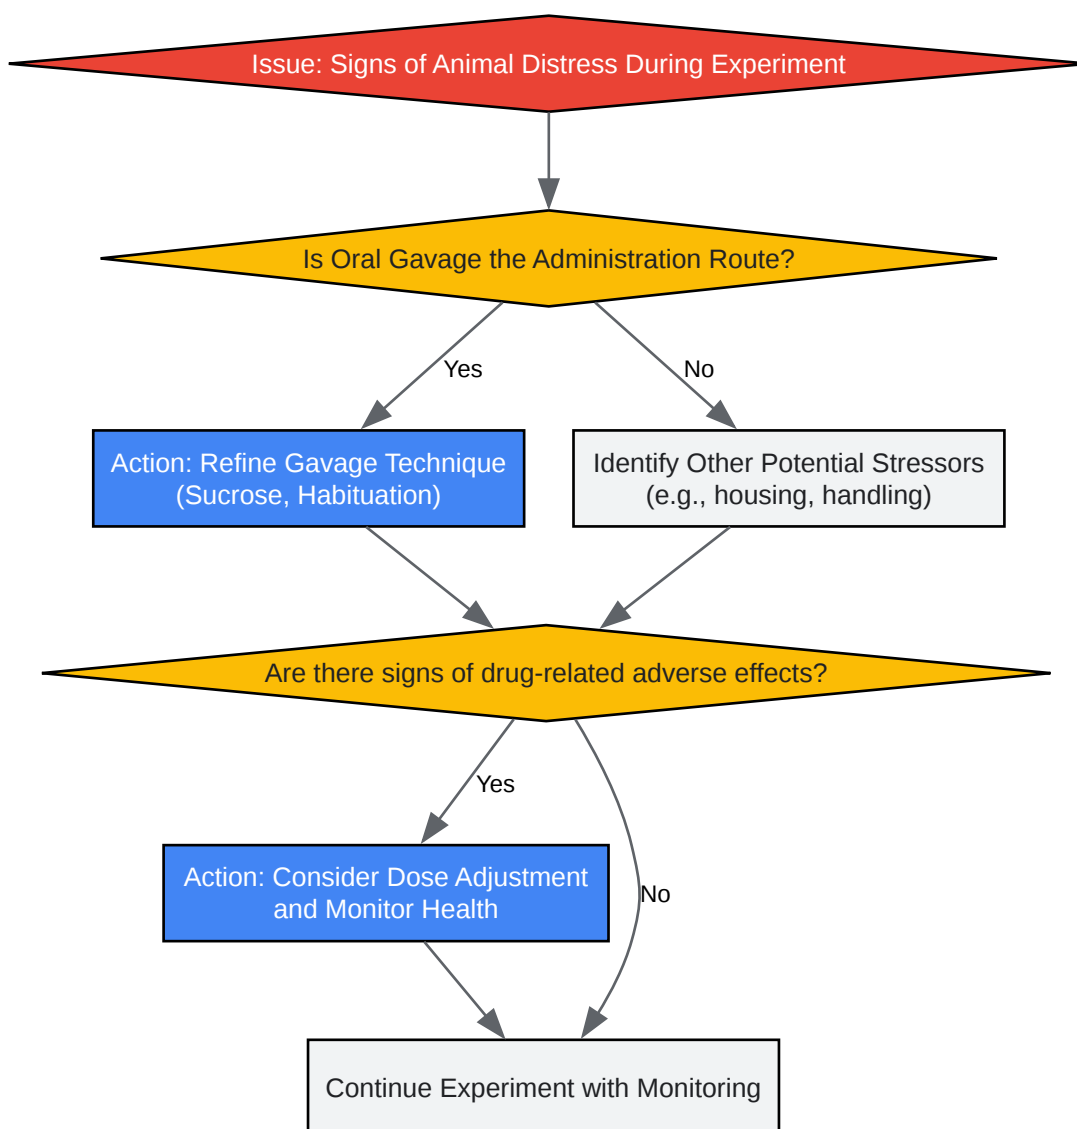 Issue: Signs of Animal Distress During Experiment
Is Oral Gavage the Administration Route?
Yes
No
Action: Refine Gavage Technique
(Sucrose, Habituation)
Identify Other Potential Stressors
(e.g., housing, handling)
Are there signs of drug-related adverse effects?
Yes
Action: Consider Dose Adjustment
and Monitor Health
No
Continue Experiment with Monitoring